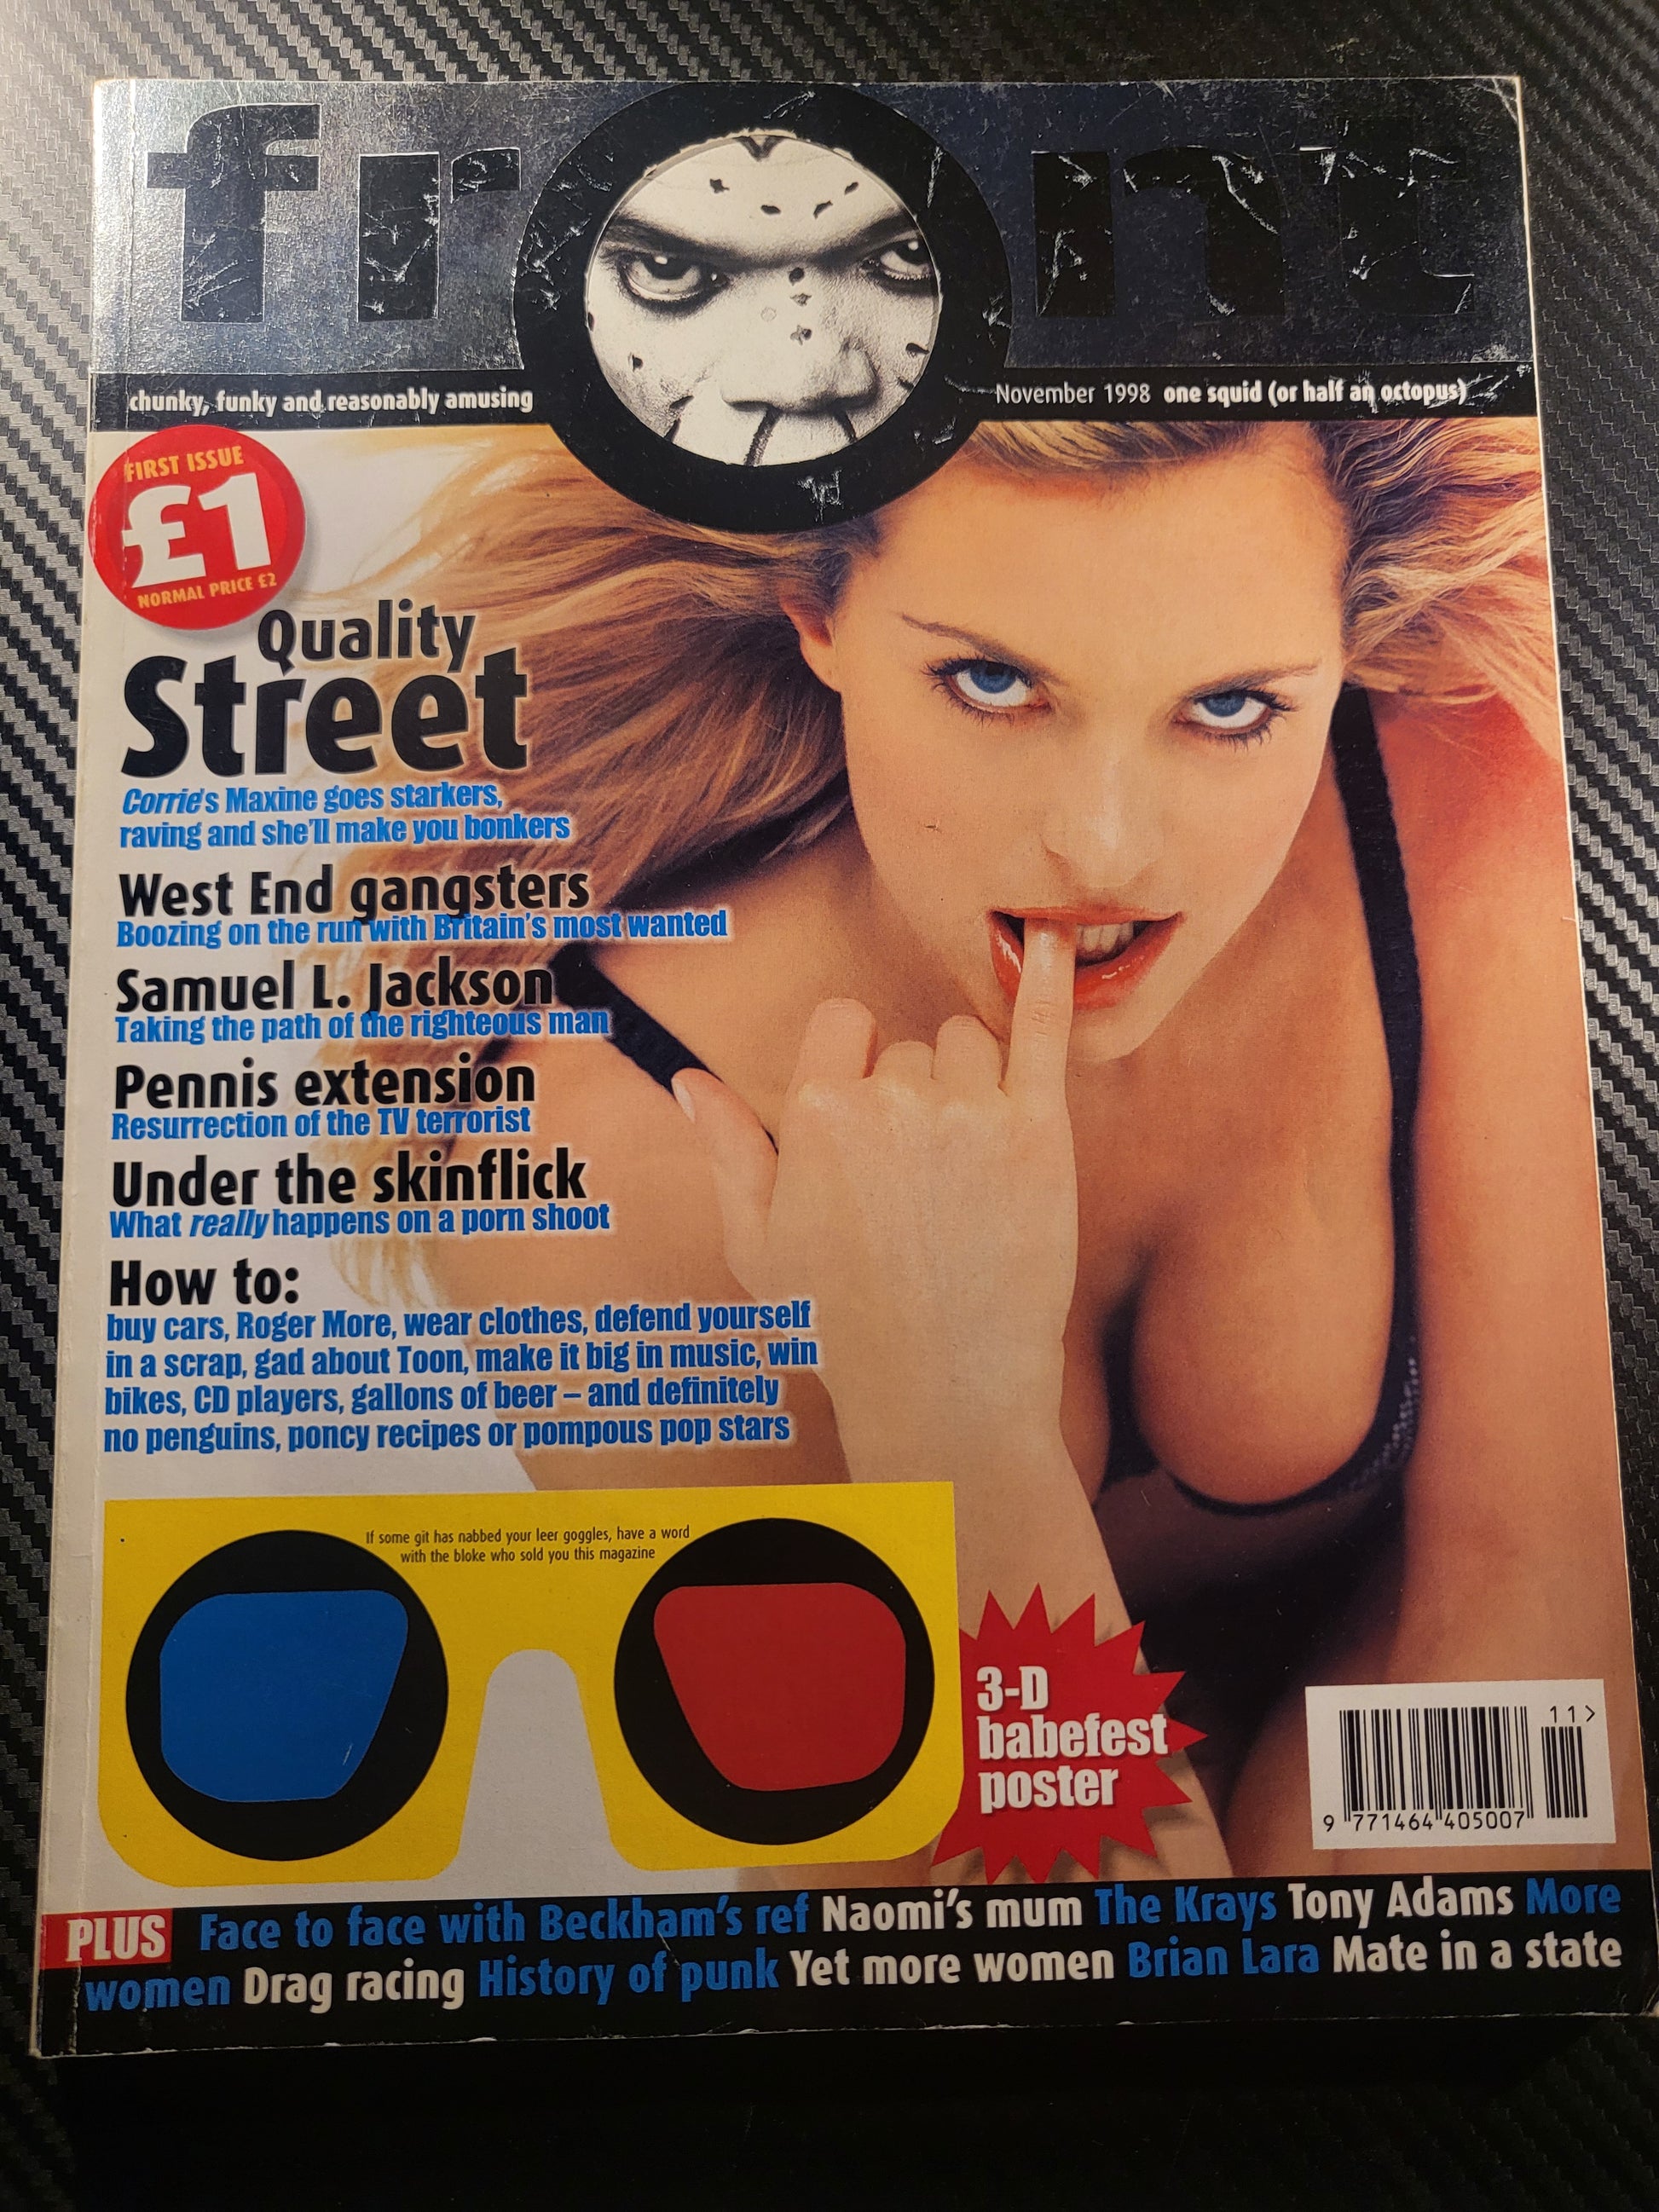 front
chunky, funky and reasonably amusing
November 1998 one squid (or half an octopus)
FIRST ISSUE
£1
NORMAL PRICE £2
Quality
Street
Corrie's Maxine goes starkers,
raving and she'll make you bonkers
West End gangsters
Boozing on the run with Britain's most wanted
Samuel L. Jackson
Taking the path of the righteous man
Pennis extension
Resurrection of the TV terrorist
Under the skinflick
What really happens on a porn shoot
How to:
buy cars, Roger More, wear clothes, defend yourself
in a scrap, gad about Toon, make it big in music, win
bikes, CD players, gallons of beer – and definitely
no penguins, poncy recipes or pompous pop stars
If some git has nabbed your leer goggles, have a word
with the bloke who sold you this magazine
3-D
babefest
poster
11>
9 771464 405007
PLUS Face to face with Beckham's ref Naomi's mum The Krays Tony Adams More
women Drag racing History of punk Yet more women Brian Lara Mate in a state